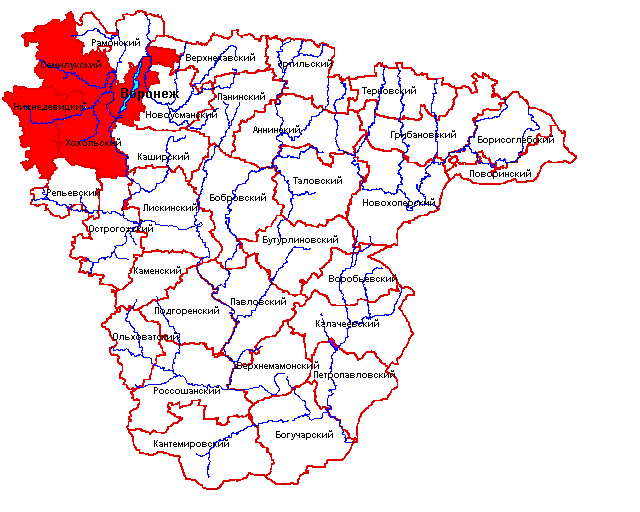 Рамонский
Верхнехавский
Эртильский
Семилукский
Терновский
Воронеж
Панинский
Нижнедевицкий
Новоусманский
Аннинский
Грибановский
Борисоглебский
Хохольский
Каширский
Поворинский
Таловский
Репьевский
Бобровский
Лискинский
Новохоперский
Острогожский
Бутурлиновский
Каменский
Воробьевский
Павловский
Подгоренский
Калачеевский
Ольховатский
Верхнемамонский
Петропавловский
Россошанский
Богучарский
Кантемировский